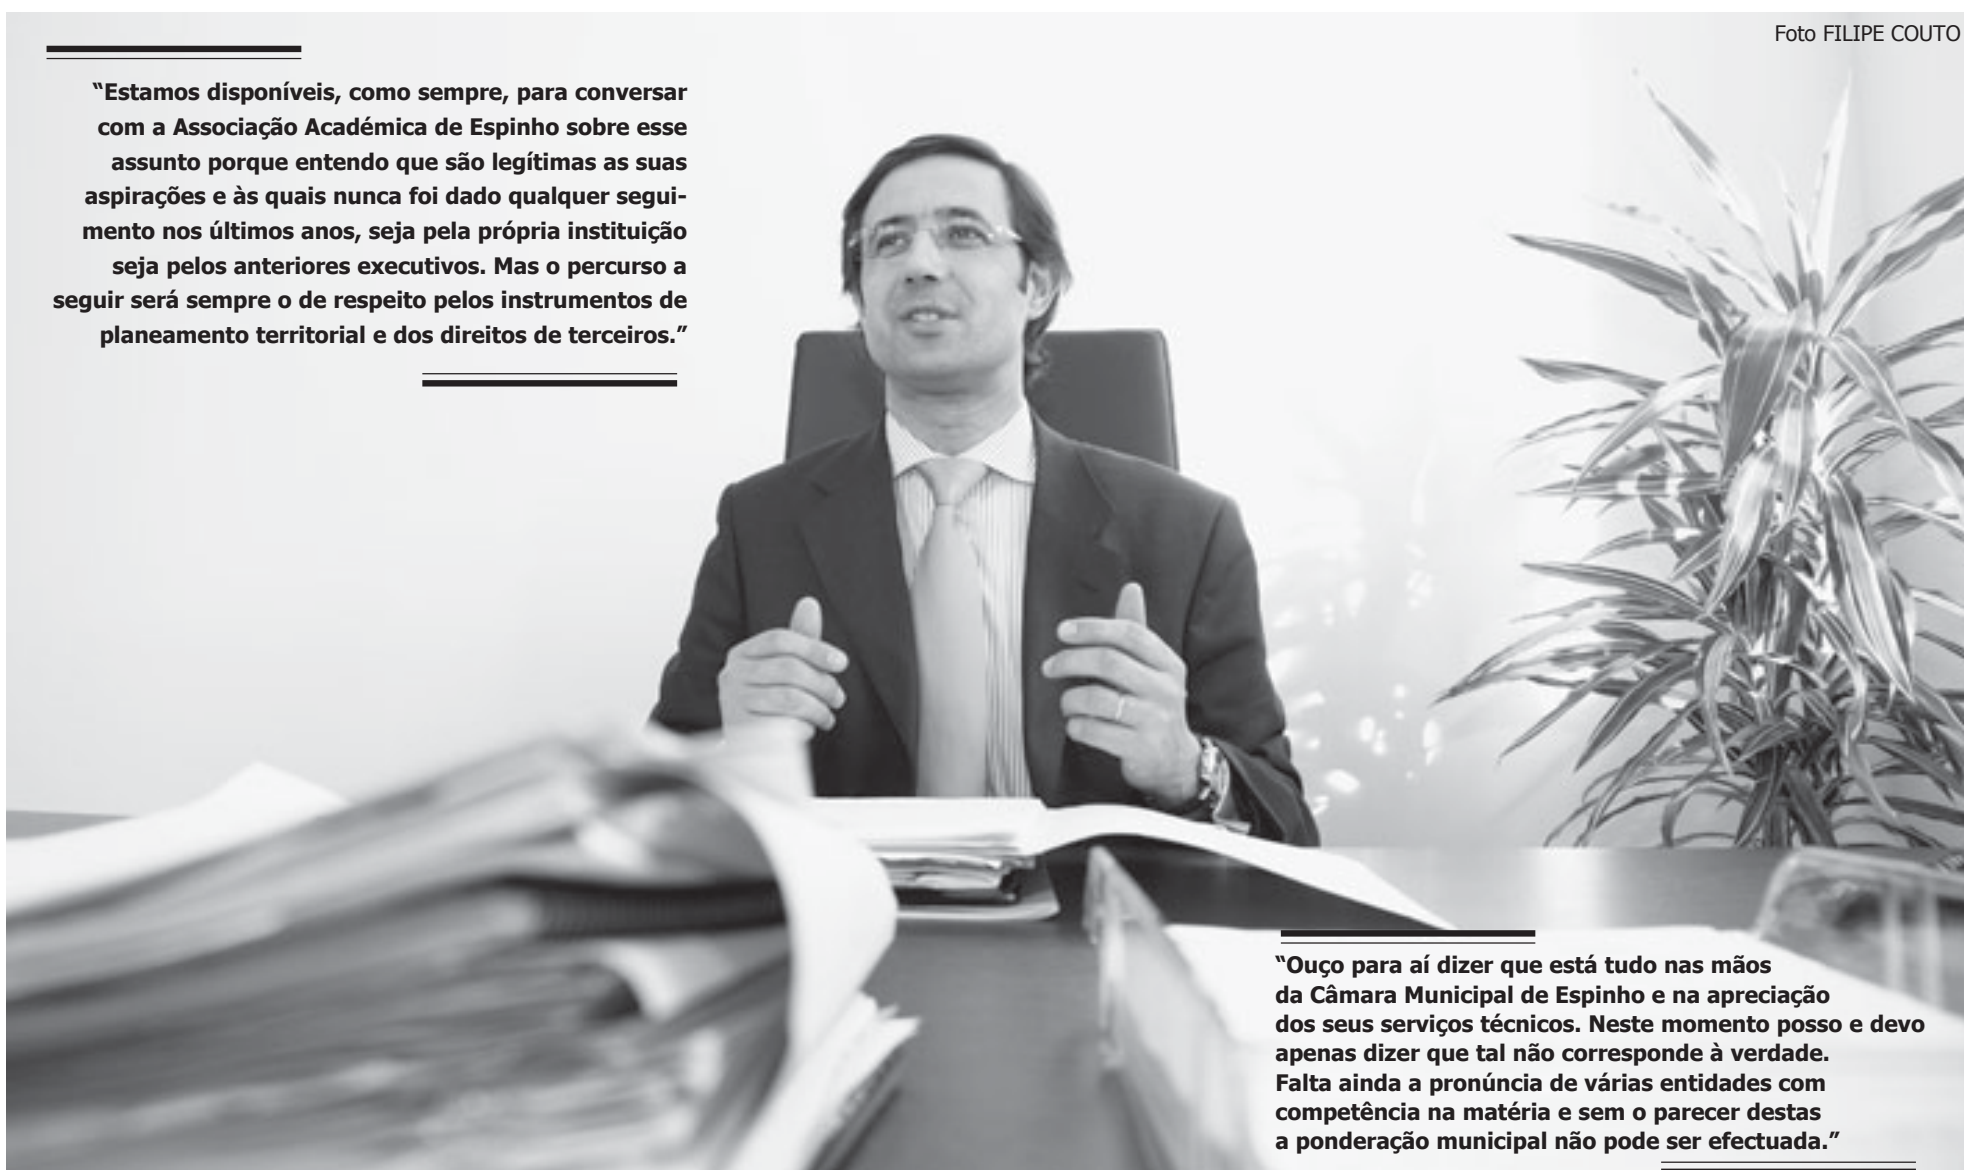 Foto FILIPE COUTO
“Estamos disponíveis, como sempre, para conversar
com a Associação Académica de Espinho sobre esse
assunto porque entendo que são legítimas as suas
aspirações e às quais nunca foi dado qualquer segui-
mento nos últimos anos, seja pela própria instituição
seja pelos anteriores executivos. Mas o percurso a
seguir será sempre o de respeito pelos instrumentos de
planeamento territorial e dos direitos de terceiros.”
“Ouço para aí dizer que está tudo nas mãos
da Câmara Municipal de Espinho e na apreciação
dos seus serviços técnicos. Neste momento posso e devo
apenas dizer que tal não corresponde à verdade.
Falta ainda a pronúncia de várias entidades com
competência na matéria e sem o parecer destas
a ponderação municipal não pode ser efectuada.”